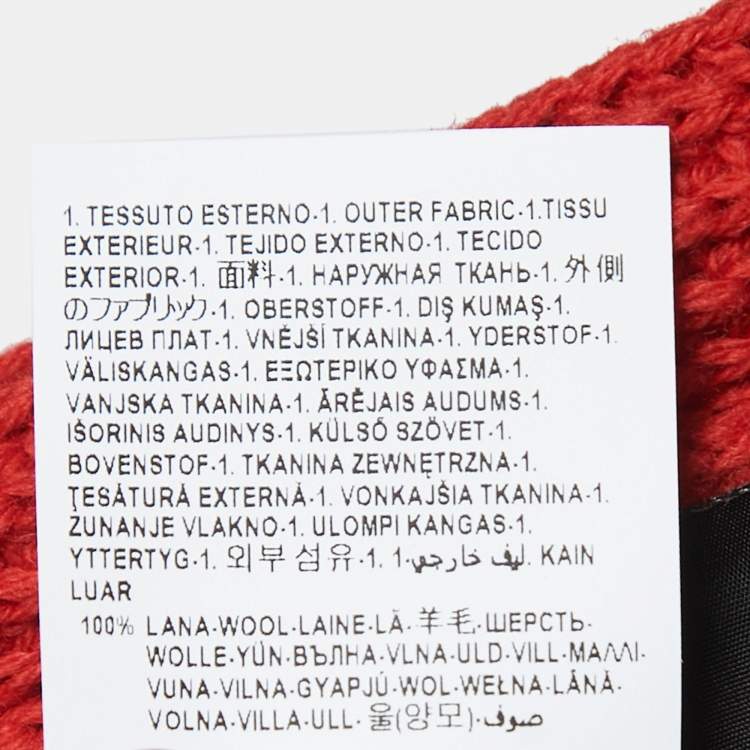 1. TESSUTO ESTERNO·1. OUTER FABRIC·1.TISSU
EXTERIEUR·1. TEJIDO EXTERNO·1. TECIDO
EXTERIOR·1. 面料·1. НАРУЖНАЯ ТКАНЬ·1. 外側
のファブリック·1. OBERSTOFF·1. DIŞ KUMAŞ·1.
ЛИЦЕВ ПЛАТ·1. VNĚJŠÍ TKANINA·1. YDERSTOF·1.
VÄLISKANGAS·1. ΕΞΩΤΕΡΙΚΟ ΥΦΑΣΜΑ·1.
VANJSKA TKANINA·1. ĀRĒJAIS AUDUMS·1.
IŠORINIS AUDINYS·1. KÜLSŐ SZÖVET·1.
BOVENSTOF·1. TKANINA ZEWNĘTRZNA·1.
ŢESĂTURĂ EXTERNĂ·1. VONKAJŠIA TKANINA·1.
ZUNANJE VLAKNO·1. ULOMPI KANGAS·1.
YTTERTYG·1. 외부 섬유·1. ليف خارجي·1. KAIN
LUAR
100% LANA·WOOL·LAINE·LÃ·羊毛·ШЕРСТЬ·
WOLLE·YÜN·ВЪЛНА·VLNA·ULD·VILL·ΜΑΛΛΙ·
VUNA·VILNA·GYAPJÚ·WOL·WEŁNA·LÂNĂ·
VOLNA·VILLA·ULL·울(양모)·صوف·